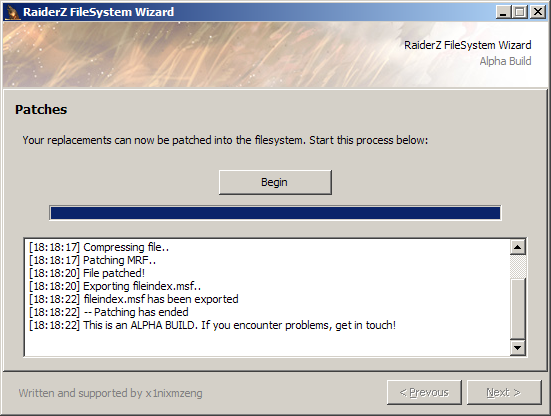 RaiderZ FileSystem Wizard
RaiderZ FileSystem Wizard
Alpha Build
Patches
Your replacements can now be patched into the filesystem. Start this process below:
Begin
[18:18:17] Compressing file..
[18:18:17] Patching MRF..
[18:18:20] File patched!
[18:18:20] Exporting fileindex.msf..
[18:18:22] fileindex.msf has been exported
[18:18:22] -- Patching has ended
[18:18:22] This is an ALPHA BUILD. If you encounter problems, get in touch!
Written and supported by x1nixmzeng
< Prevous
Next >